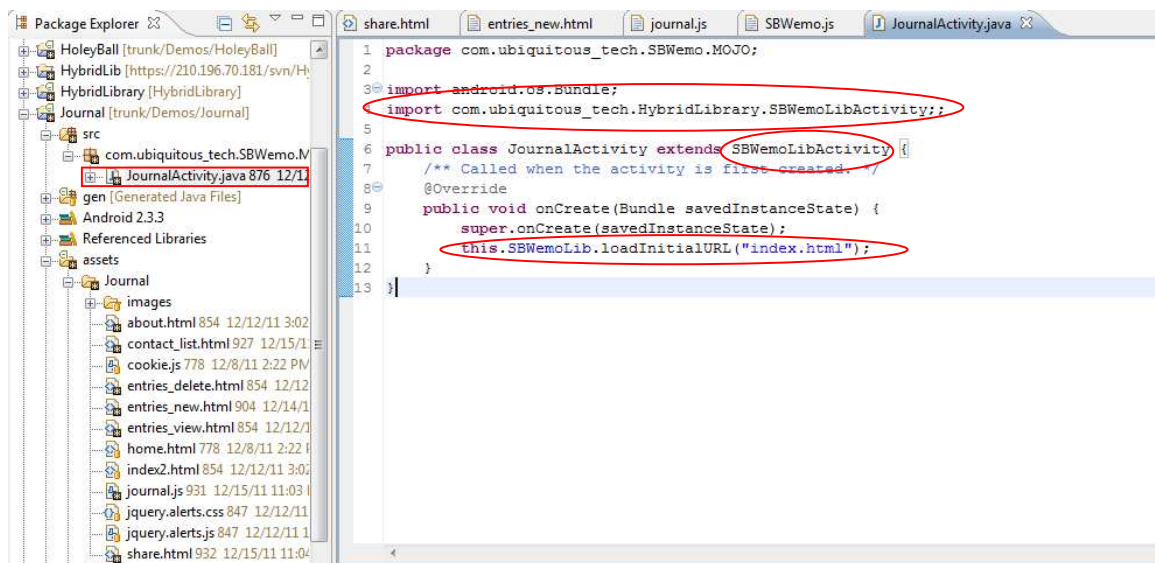 Package Explorer
share.html entries_new.html journal.js SBWemo.js JournalActivity.java
HoleyBall [trunk/Demos/HoleyBall]
HybridLib [https://210.196.70.181/svn/Hy
HybridLibrary [HybridLibrary]
Journal [trunk/Demos/Journal]
src
com.ubiquitous_tech.SBWemo.M
JournalActivity.java 876 12/12
gen [Generated Java Files]
Android 2.3.3
Referenced Libraries
assets
Journal
images
about.html 854 12/12/11 3:02
contact_list.html 927 12/15/1
cookie.js 778 12/8/11 2:22 PM
entries_delete.html 854 12/12
entries_new.html 904 12/14/1
entries_view.html 854 12/12/1
home.html 778 12/8/11 2:22
index2.html 854 12/12/11 3:02
journal.js 931 12/15/11 11:03
jquery.alerts.css 847 12/12/11
jquery.alerts.js 847 12/12/11 1
share.html 932 12/15/11 11:04
1 package com.ubiquitous_tech.SBWemo.MOJO;
2
3 import android.os.Bundle;
import com.ubiquitous_tech.HybridLibrary.SBWemoLibActivity;;
5
6 public class JournalActivity extends SBWemoLibActivity {
7 /** Called when the activity is first created. */
8 @Override
9 public void onCreate(Bundle savedInstanceState) {
10 super.onCreate(savedInstanceState);
11 this.SBWemoLib.loadInitialURL("index.html");
12 }
13 }